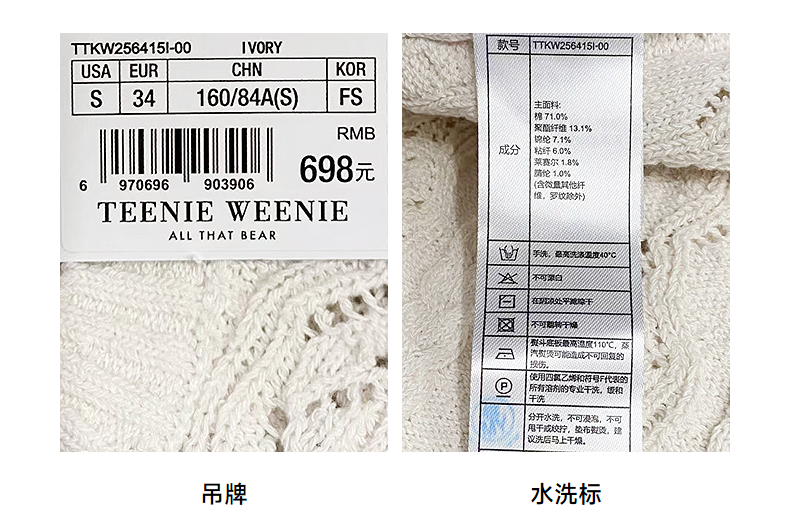 TTKW256415I-00 IVORY
USA EUR CHN KOR
S 34 160/84A(S) FS
RMB
698元
6 970696 903906
TEENIE WEENIE
ALL THAT BEAR
款号 TTKW256415I-00
成分
主面料:
棉 71.0%
聚酯纤维 13.1%
锦伦 7.1%
粘纤 6.0%
莱赛尔 1.8%
腈伦 1.0%
(含微量其他纤
维，罗纹除外)
手洗，最高洗涤温度40°C
不可漂白
在阴凉处平摊晾干
不可翻转干燥
熨斗底板最高温度110℃，蒸
汽熨烫可能造成不可回复的
损伤。
P
使用四氯乙烯和符号F代表的
所有溶剂的专业干洗，缓和
干洗
分开水洗，不可浸泡，不可
甩干或绞拧，垫布熨烫，建
议洗后马上干燥。
吊牌
水洗标